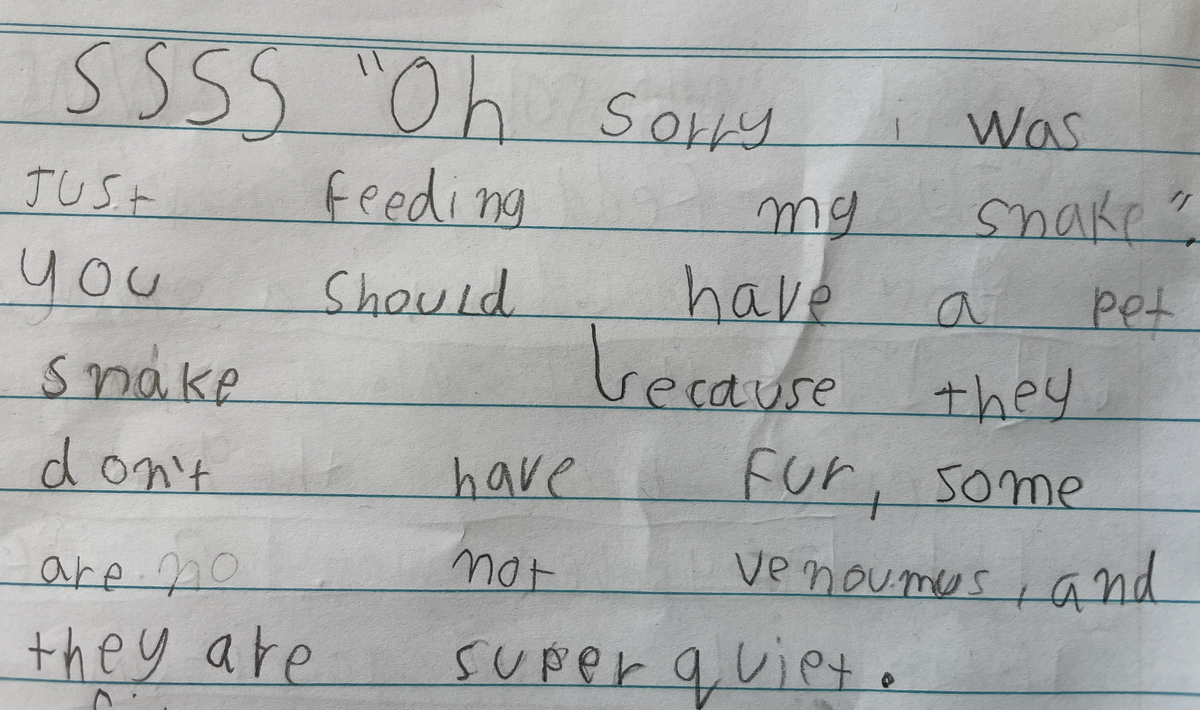 SSSS "Oh sorry i was
Just feeding my snake".
you should have a pet
snake because they
don't have fur, some
are no not venoumus, and
they are super quiet.